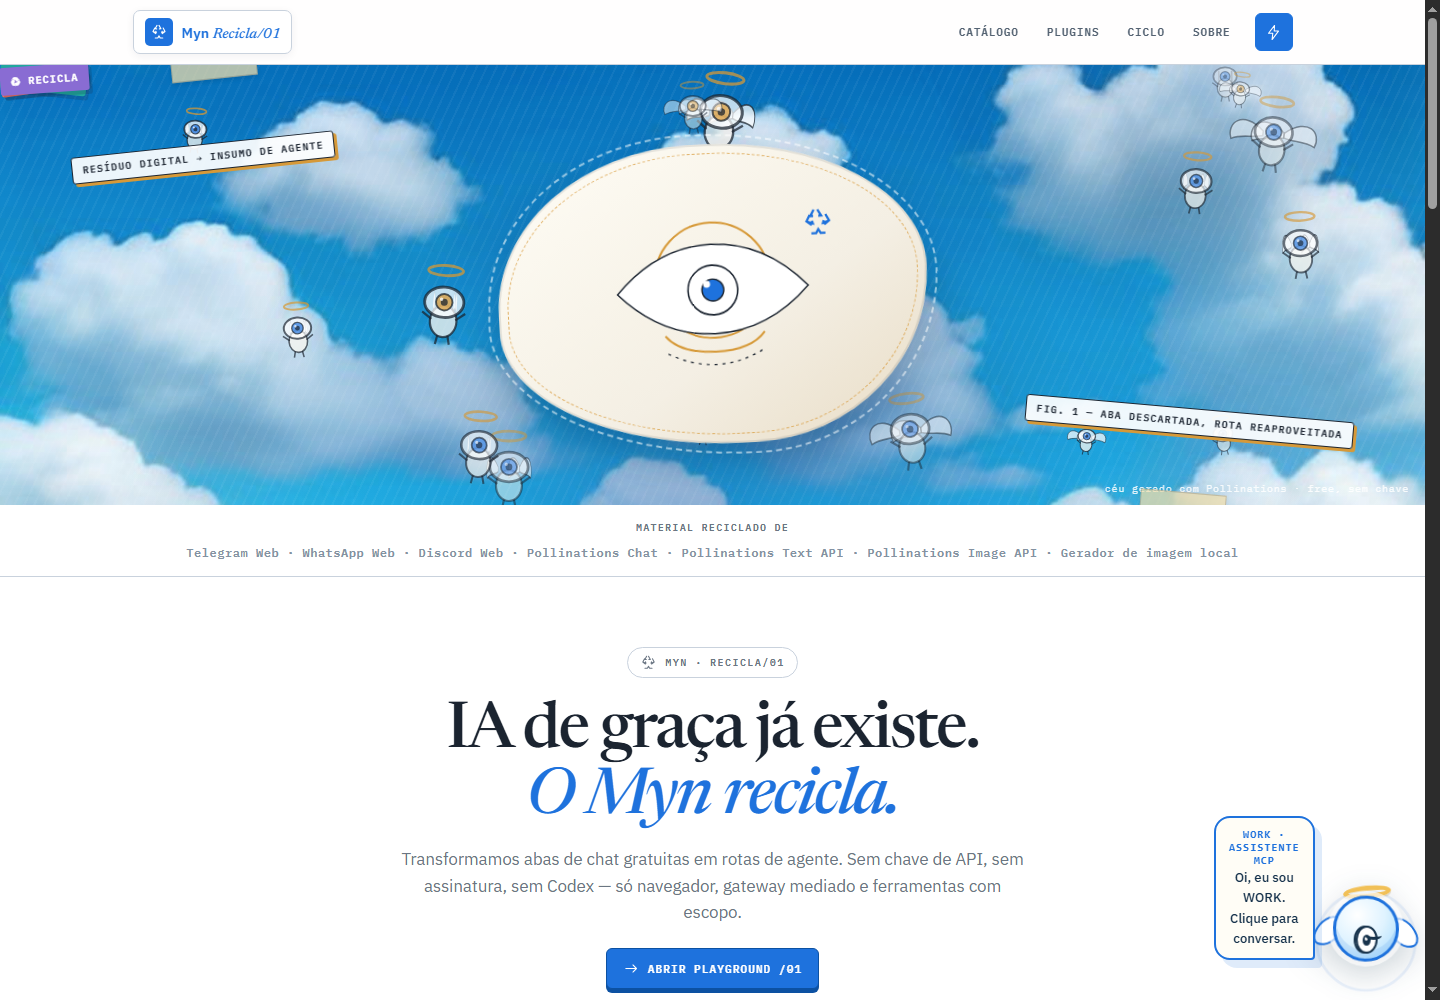 Myn Recicla/01
CATÁLOGO
PLUGINS
CICLO
SOBRE
RECICLA
RESÍDUO DIGITAL → INSUMO DE AGENTE
FIG. 1 — ABA DESCARTADA, ROTA REAPROVEITADA
céu gerado com Pollinations · free, sem chave
MATERIAL RECICLADO DE
Telegram Web · WhatsApp Web · Discord Web · Pollinations Chat · Pollinations Text API · Pollinations Image API · Gerador de imagem local
MYN · RECICLA/01
IA de graça já existe.
O Myn recicla.
Transformamos abas de chat gratuitas em rotas de agente. Sem chave de API, sem
assinatura, sem Codex — só navegador, gateway mediado e ferramentas com
escopo.
→ ABRIR PLAYGROUND /01
WORK ·
ASSISTENTE
MCP
Oi, eu sou
WORK.
Clique para
conversar.